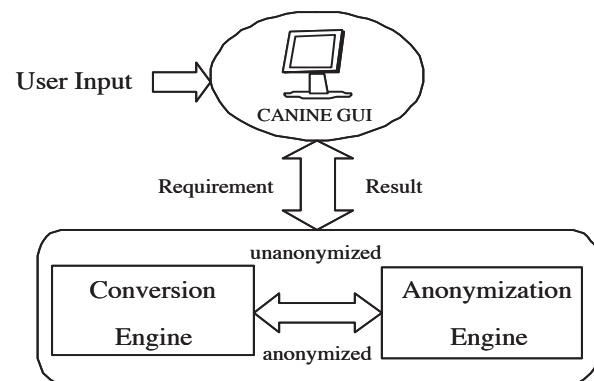 User Input
CANINE GUI
Requirement
Result
unanonymized
Conversion
Engine
Anonymization
Engine
anonymized